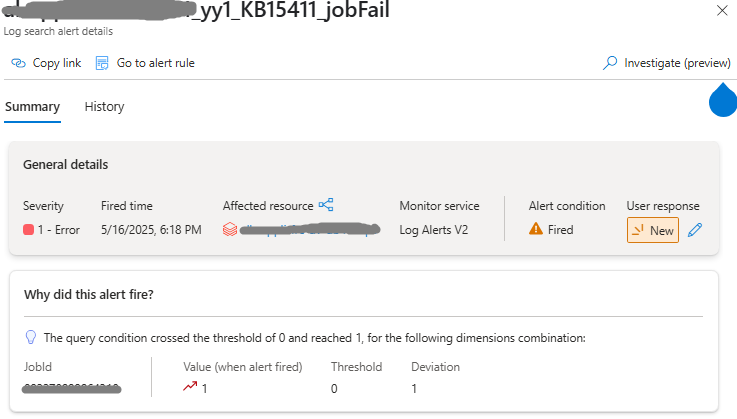 _yy1_KB15411_jobFail
Log search alert details
Copy link Go to alert rule Investigate (preview)
Summary History
General details
Severity Fired time Affected resource Monitor service Alert condition User response
1 - Error 5/16/2025, 6:18 PM Log Alerts V2 Fired New
Why did this alert fire?
The query condition crossed the threshold of 0 and reached 1, for the following dimensions combination:
JobId Value (when alert fired) Threshold Deviation
1 0 1